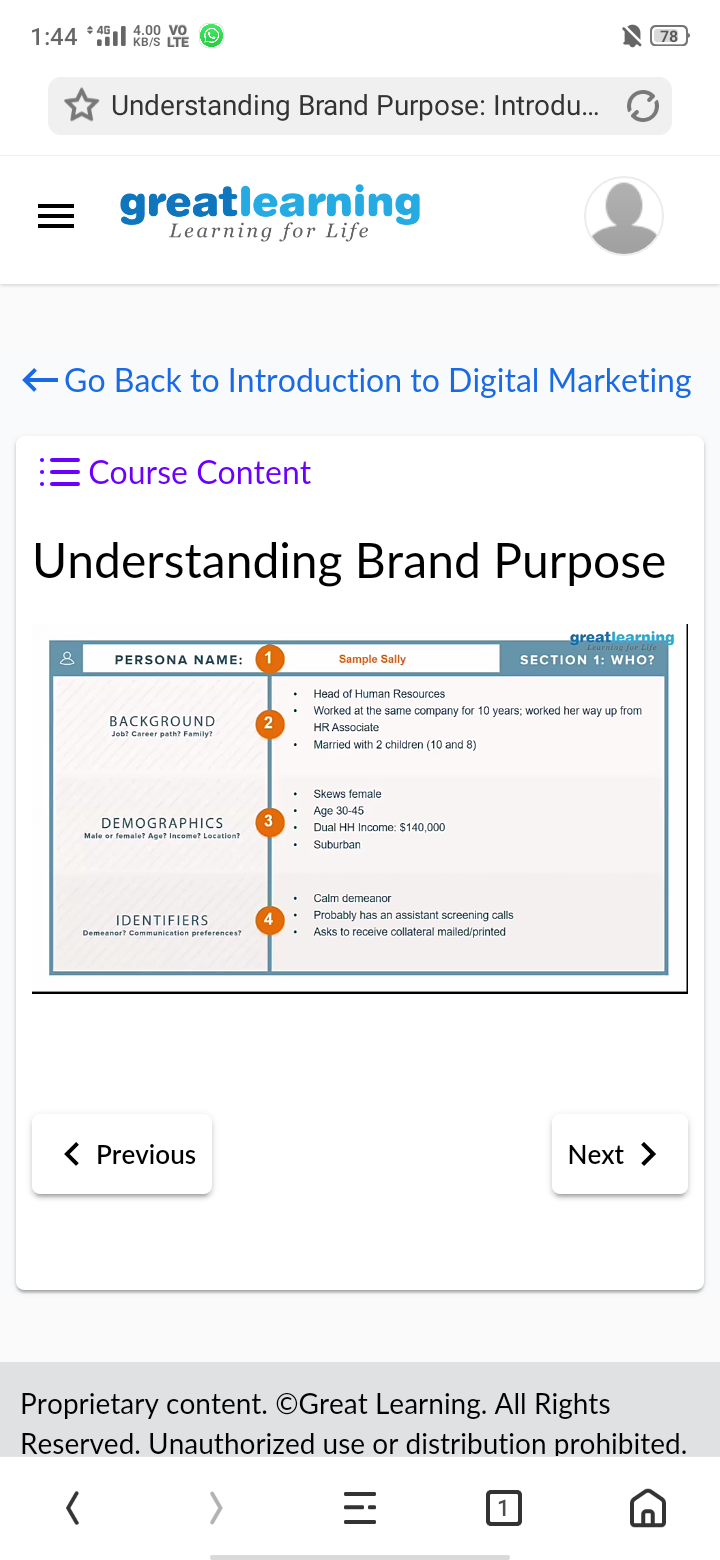 1:44 4G 4.00 KB/S VO LTE 78
Understanding Brand Purpose: Introdu...
greatlearning
Learning for Life
Go Back to Introduction to Digital Marketing
Course Content
Understanding Brand Purpose
greatlearning
Learning for Life
PERSONA NAME: 1 Sample Sally SECTION 1: WHO?
BACKGROUND
Job? Career path? Family?
2
• Head of Human Resources
• Worked at the same company for 10 years; worked her way up from
HR Associate
• Married with 2 children (10 and 8)
DEMOGRAPHICS
Male or female? Age? Income? Location?
3
• Skews female
• Age 30-45
• Dual HH Income: $140,000
• Suburban
IDENTIFIERS
Demeanor? Communication preferences?
4
• Calm demeanor
• Probably has an assistant screening calls
• Asks to receive collateral mailed/printed
Previous
Next
Proprietary content. ©Great Learning. All Rights
Reserved. Unauthorized use or distribution prohibited.
1